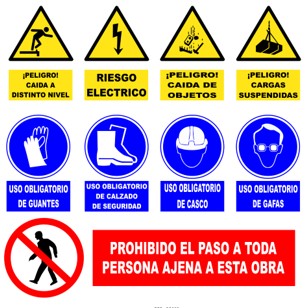 ¡PELIGRO!
CAIDA A
DISTINTO NIVEL
RIESGO
ELECTRICO
¡PELIGRO!
CAIDA DE
OBJETOS
¡PELIGRO!
CARGAS
SUSPENDIDAS
USO OBLIGATORIO
DE GUANTES
USO OBLIGATORIO
DE CALZADO
DE SEGURIDAD
USO OBLIGATORIO
DE CASCO
USO OBLIGATORIO
DE GAFAS
PROHIBIDO EL PASO A TODA
PERSONA AJENA A ESTA OBRA